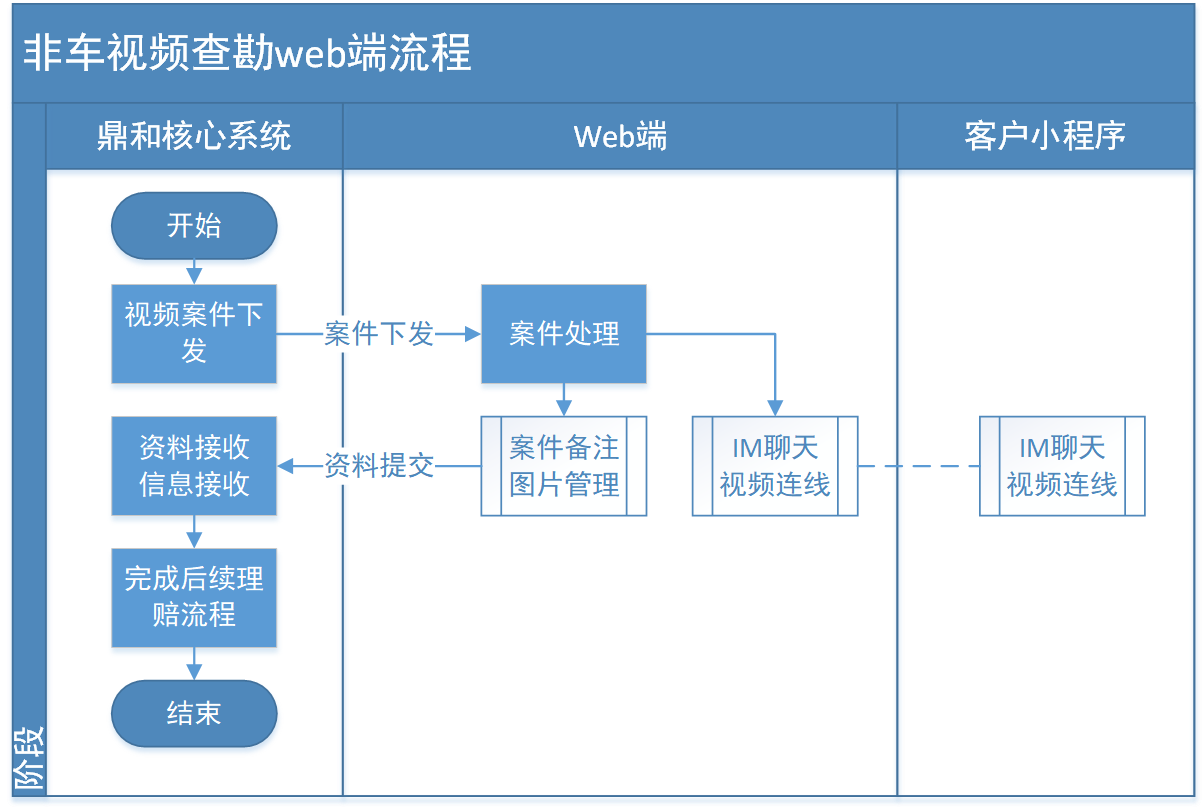 非车视频查勘web端流程
鼎和核心系统
Web端
客户小程序
开始
视频案件下
发
案件下发
案件处理
资料接收
信息接收
资料提交
案件备注
图片管理
IM聊天
视频连线
IM聊天
视频连线
完成后续理
赔流程
结束
阶段